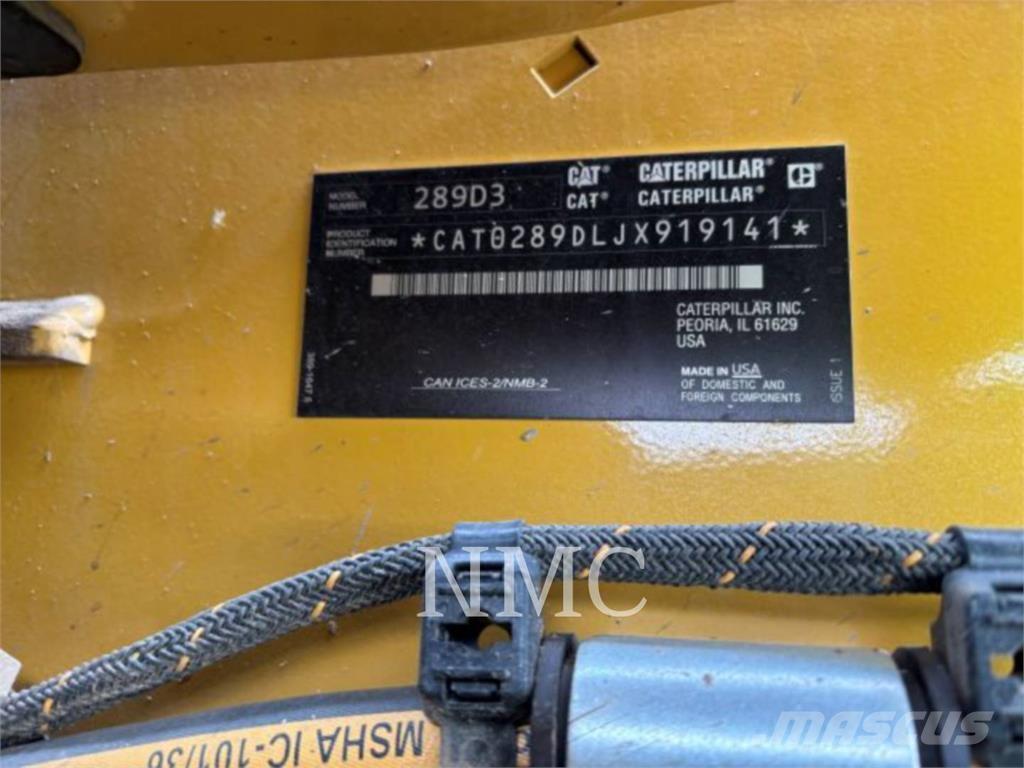 MODEL NUMBER 289D3
CAT® CATERPILLAR®
CAT® CATERPILLAR®
PRODUCT IDENTIFICATION NUMBER *CAT0289DLJX919141*
CATERPILLAR INC.
PEORIA, IL 61629
USA
MADE IN USA
OF DOMESTIC AND
FOREIGN COMPONENTS
CAN ICES-2/NMB-2
ISSUE 1
NMC
MSHA IC-101/36
MASCUS